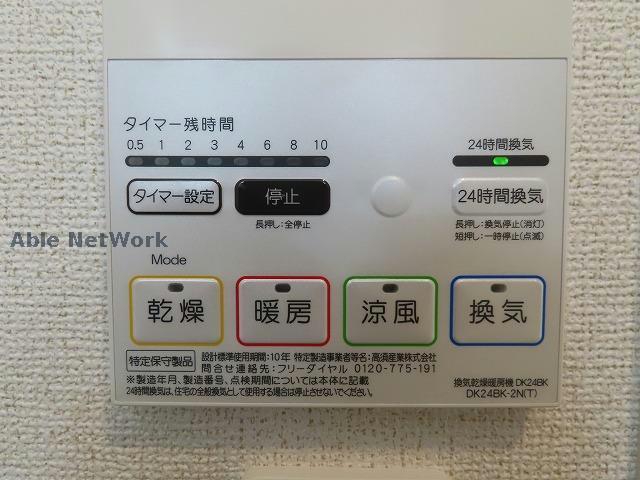 タイマー残時間
0.5 1 2 3 4 6 8 10
24時間換気
タイマー設定
停止
24時間換気
長押し:全停止
長押し:換気停止(消灯)
短押し:一時停止(点滅)
Able NetWork
Mode
乾燥
暖房
涼風
換気
特定保守製品
設計標準使用期間:10年 特定製造事業者等名:高須産業株式会社
問合せ連絡先:フリーダイヤル 0120-775-191
※製造年月、製造番号、点検期間については本体に記載
24時間換気は、住宅の全般換気として使用する場合は停止させないでください。
換気乾燥暖房機 DK24BK
DK24BK-2N(T)